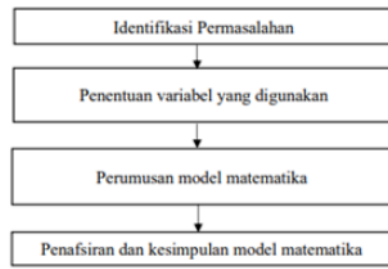 Identifikasi Permasalahan
Penentuan variabel yang digunakan
Perumusan model matematika
Penafsiran dan kesimpulan model matematika